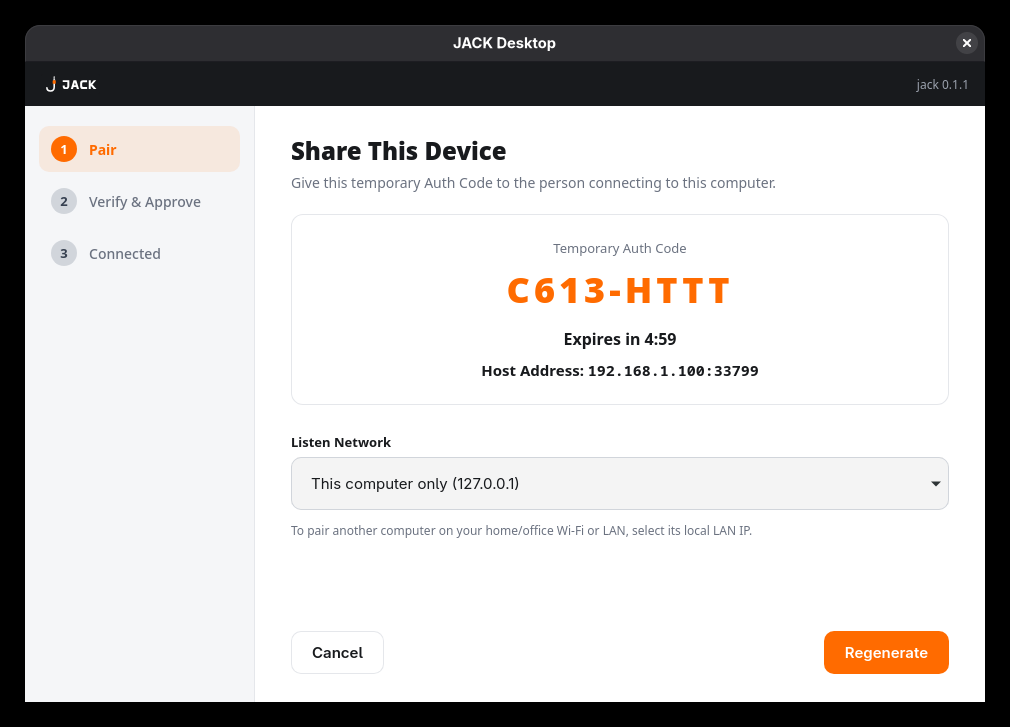 JACK Desktop
JACK
jack 0.1.1
1 Pair
2 Verify & Approve
3 Connected
Share This Device
Give this temporary Auth Code to the person connecting to this computer.
Temporary Auth Code
C613-HTTT
Expires in 4:59
Host Address: 192.168.1.100:33799
Listen Network
This computer only (127.0.0.1)
To pair another computer on your home/office Wi-Fi or LAN, select its local LAN IP.
Cancel
Regenerate